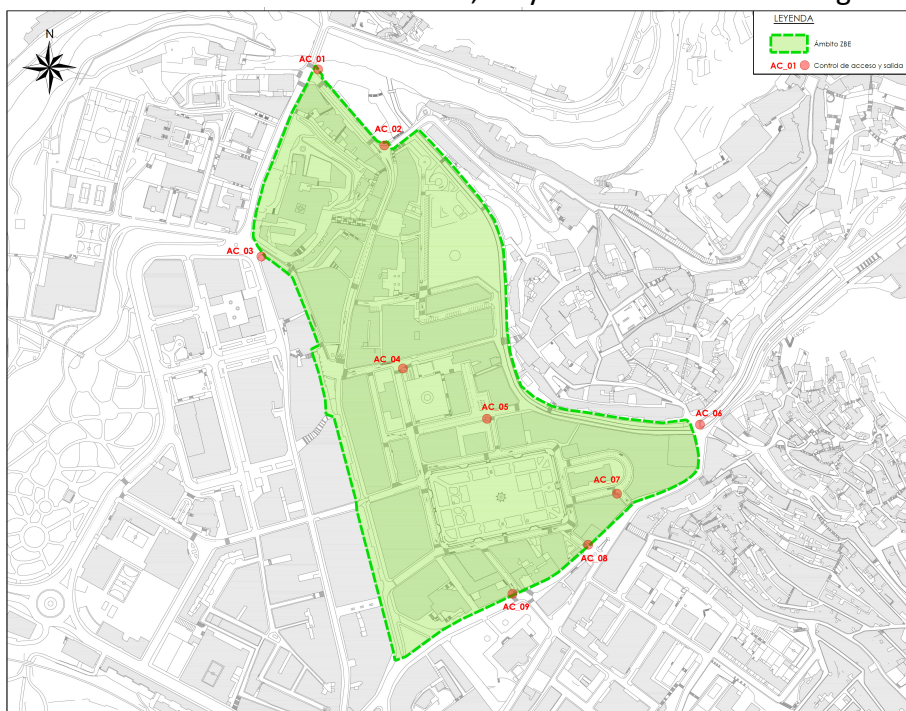 N
LEYENDA
Ámbito ZBE
AC_01 Control de acceso y salida
AC_01
AC_02
AC_03
AC_04
AC_05
AC_06
AC_07
AC_08
AC_09